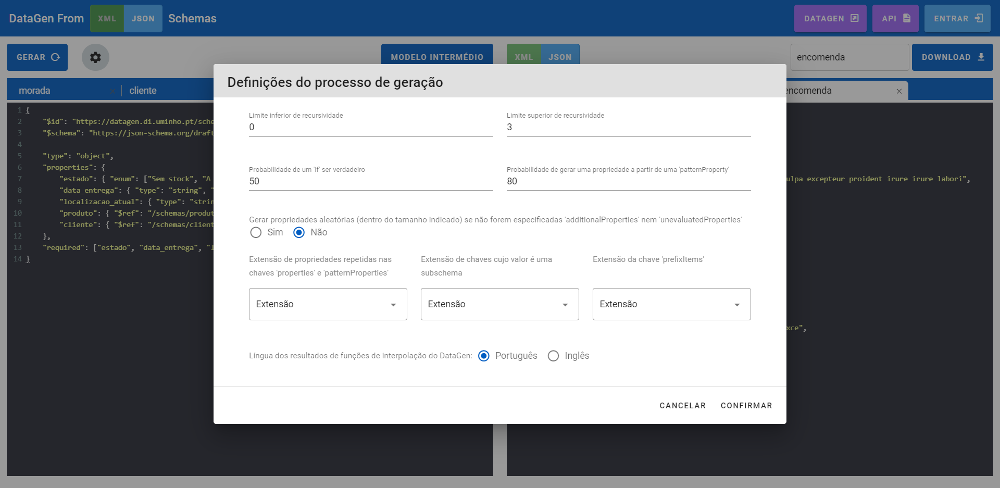 DataGen From XML JSON Schemas DATAGEN API ENTRAR
GERAR MODELO INTERMÉDIO XML JSON encomenda DOWNLOAD
morada cliente encomenda
Definições do processo de geração
1 {
2 "$id": "https://datagen.di.uminho.pt/sche
3 "$schema": "https://json-schema.org/draft
4
5 "type": "object",
6 "properties": {
7 "estado": { "enum": ["Sem stock", "A
8 "data_entrega": { "type": "string", "
9 "localizacao_atual": { "type": "strin
10 "produto": { "$ref": "/schemas/produt
11 "cliente": { "$ref": "/schemas/client
12 },
13 "required": ["estado", "data_entrega", "l
14 }
Limite inferior de recursividade
0
Limite superior de recursividade
3
Probabilidade de um 'if' ser verdadeiro
50
Probabilidade de gerar uma propriedade a partir de uma 'patternProperty'
80
Gerar propriedades aleatórias (dentro do tamanho indicado) se não forem especificadas 'additionalProperties' nem 'unevaluatedProperties'
Sim Não
Extensão de propriedades repetidas nas
chaves 'properties' e 'patternProperties'
Extensão
Extensão de chaves cujo valor é uma
subschema
Extensão
Extensão da chave 'prefixItems'
Extensão
Língua dos resultados de funções de interpolação do DataGen: Português Inglês
CANCELAR CONFIRMAR
ulpa excepteur proident irure irure labori",
xce",